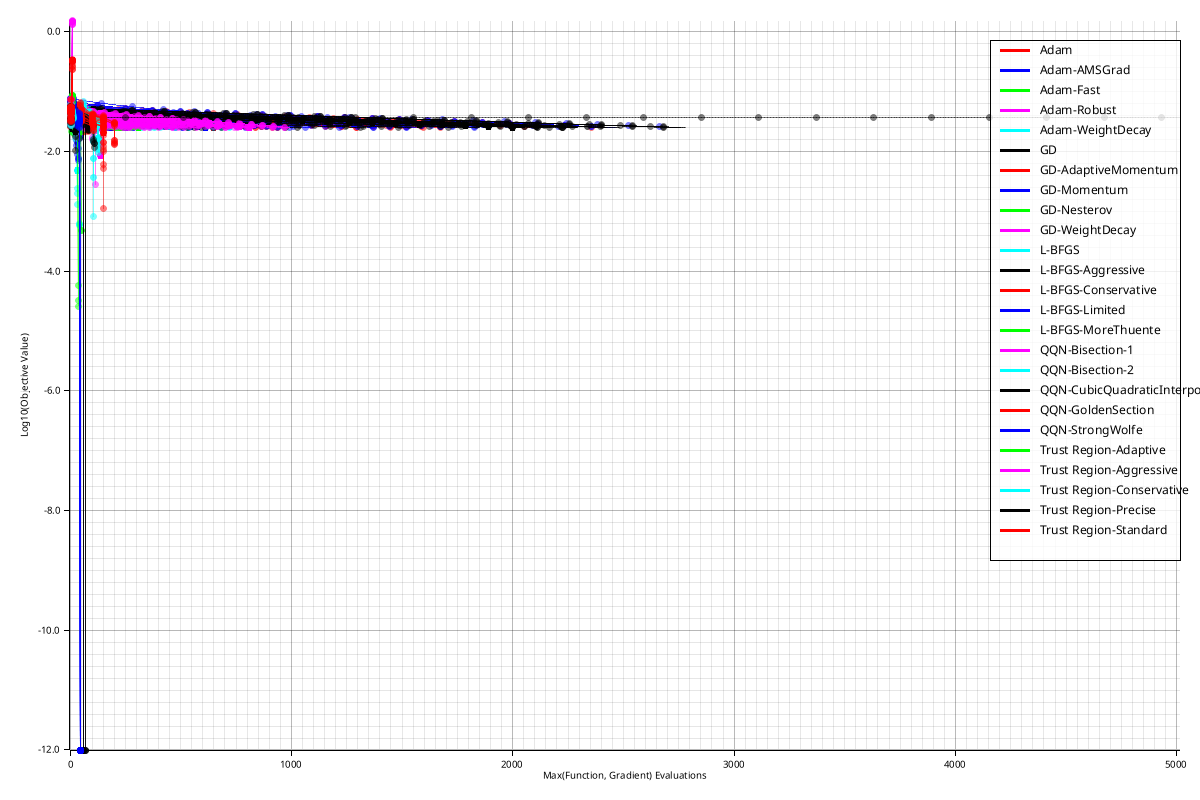 0.0
-2.0
-4.0
-6.0
-8.0
-10.0
-12.0
Log10(Objective Value)
0 1000 2000 3000 4000 5000
Max(Function, Gradient) Evaluations
Adam
Adam-AMSGrad
Adam-Fast
Adam-Robust
Adam-WeightDecay
GD
GD-AdaptiveMomentum
GD-Momentum
GD-Nesterov
GD-WeightDecay
L-BFGS
L-BFGS-Aggressive
L-BFGS-Conservative
L-BFGS-Limited
L-BFGS-MoreThuente
QQN-Bisection-1
QQN-Bisection-2
QQN-CubicQuadraticInterpo
QQN-GoldenSection
QQN-StrongWolfe
Trust Region-Adaptive
Trust Region-Aggressive
Trust Region-Conservative
Trust Region-Precise
Trust Region-Standard